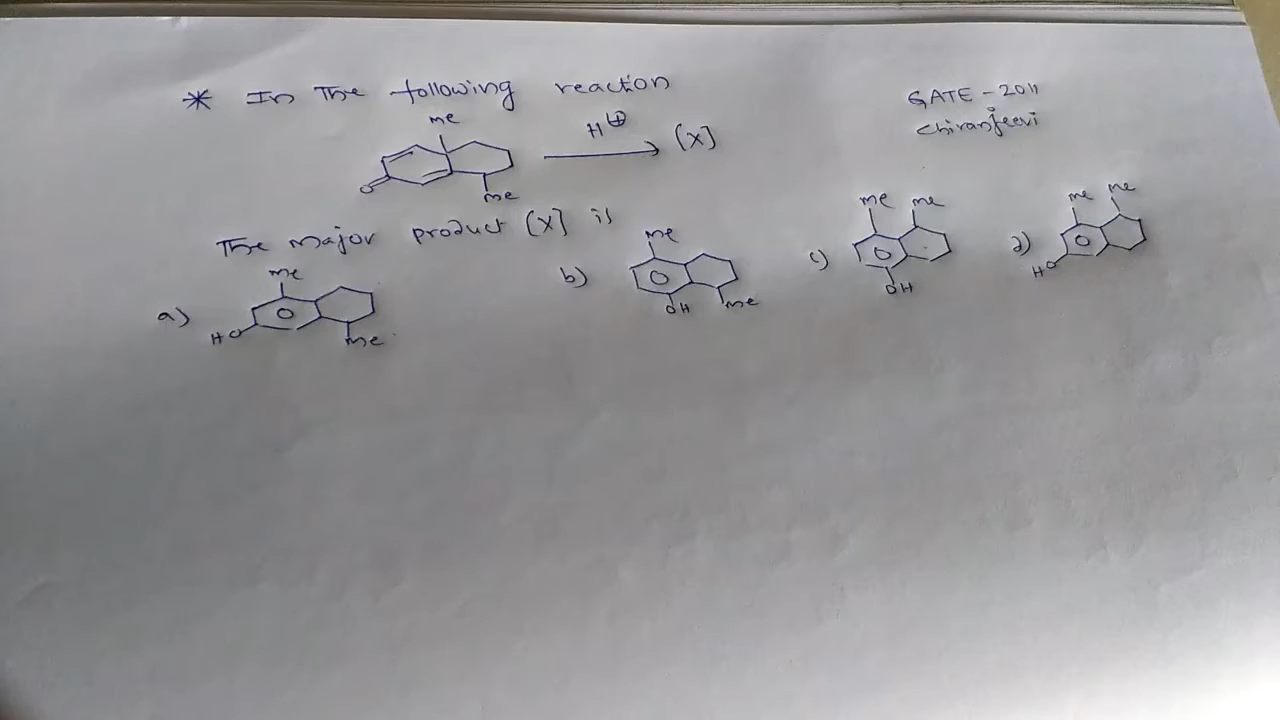 * In The following reaction
GATE - 2011
Chiranjeevi
me
H⊕
(X]
O
me
The major product (X] is
a)
me
HO
me
b)
me
OH
me
c)
me me
OH
d)
me me
HO